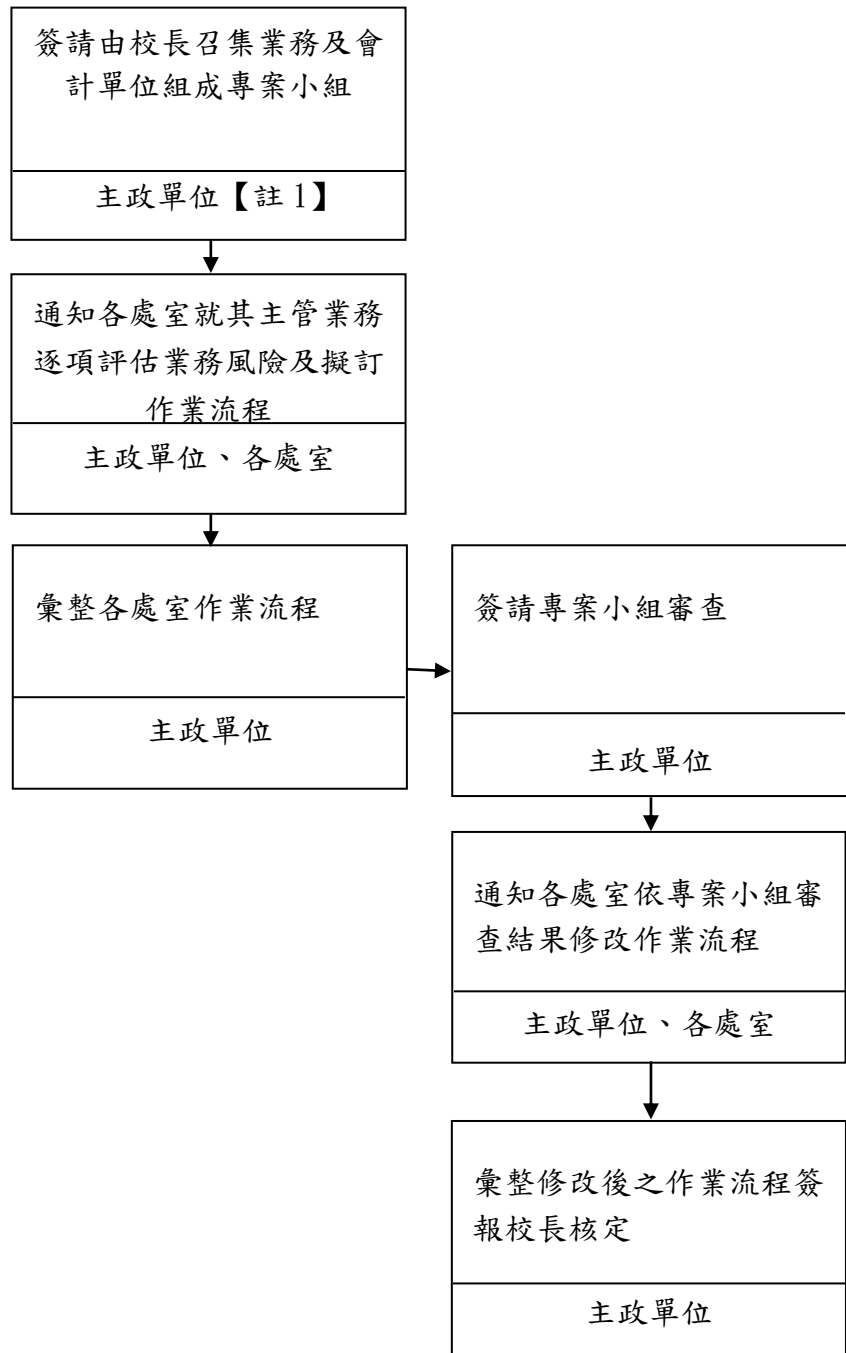 簽請由校長召集業務及會
計單位組成專案小組
主政單位【註1】
通知各處室就其主管業務
逐項評估業務風險及擬訂
作業流程
主政單位、各處室
彙整各處室作業流程
主政單位
簽請專案小組審查
主政單位
通知各處室依專案小組審
查結果修改作業流程
主政單位、各處室
彙整修改後之作業流程簽
報校長核定
主政單位